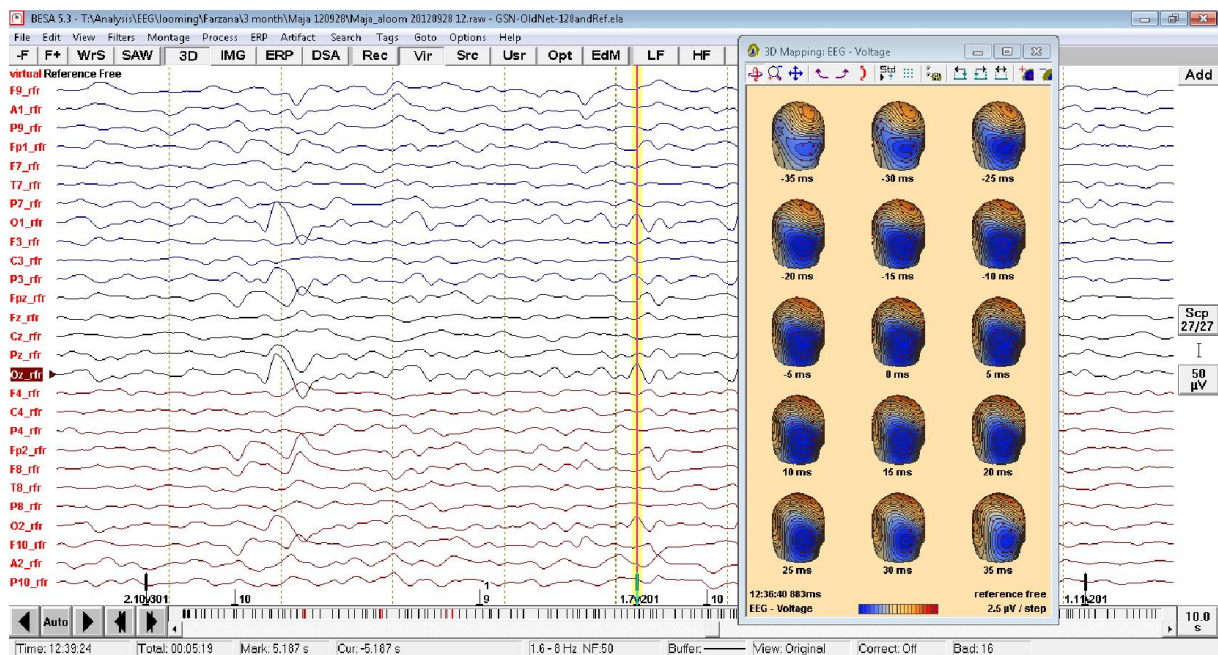 BESA 5.3 - T:\Analysis\EEG\looming\Farzana\3 month\Maja 120928\Maja_aloom 20120928 12.raw - GSN-OldNet-128andRef.ela
File Edit View Filters Montage Process ERP Artifact Search Tags Goto Options Help
-F F+ WrS SAW 3D IMG ERP DSA Rec Vir Src Usr Opt EdM LF HF
virtual Reference Free
Add
F9_rfr
A1_rfr
P9_rfr
Fp1_rfr
F7_rfr
T7_rfr
P7_rfr
O1_rfr
F3_rfr
C3_rfr
P3_rfr
Fpz_rfr
Fz_rfr
Cz_rfr
Pz_rfr
Oz_rfr
F4_rfr
C4_rfr
P4_rfr
Fp2_rfr
F8_rfr
T8_rfr
P8_rfr
O2_rfr
F10_rfr
A2_rfr
P10_rfr
3D Mapping: EEG - Voltage
Std
-35 ms -30 ms -25 ms
-20 ms -15 ms -10 ms
-5 ms 0 ms 5 ms
10 ms 15 ms 20 ms
25 ms 30 ms 35 ms
12:36:40 883ms reference free
EEG - Voltage 2.5 µV / step
Scp
27/27
50
µV
1
10 9 10
Auto
10.0
s
Time: 12:39:24 Total: 00:05:19 Mark: 5.187 s Cur: -5.187 s 1.6 - 8 Hz NF:50 Buffer: View: Original Correct: Off Bad: 16